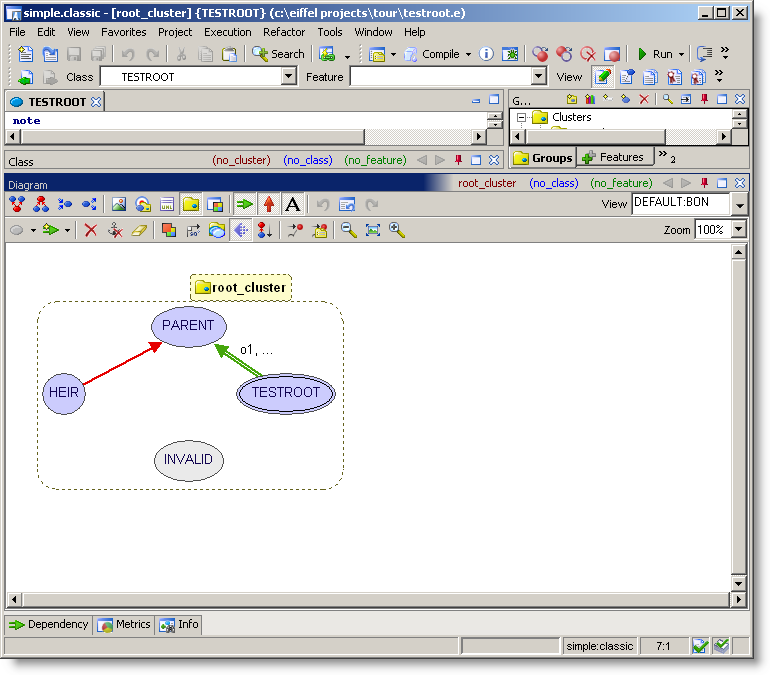 simple.classic - [root_cluster] {TESTROOT} (c:\eiffel projects\tour\testroot.e)
File Edit View Favorites Project Execution Refactor Tools Window Help
Search Compile Run
Class TESTROOT Feature View
TESTROOT
note
G...
Clusters
Class (no_cluster) (no_class) (no_feature)
Groups Features 2
Diagram root_cluster (no_class) (no_feature)
URL A View DEFAULT:BON
Zoom 100%
root_cluster
PARENT
o1, ...
HEIR
TESTROOT
INVALID
Dependency Metrics Info
simple:classic 7:1